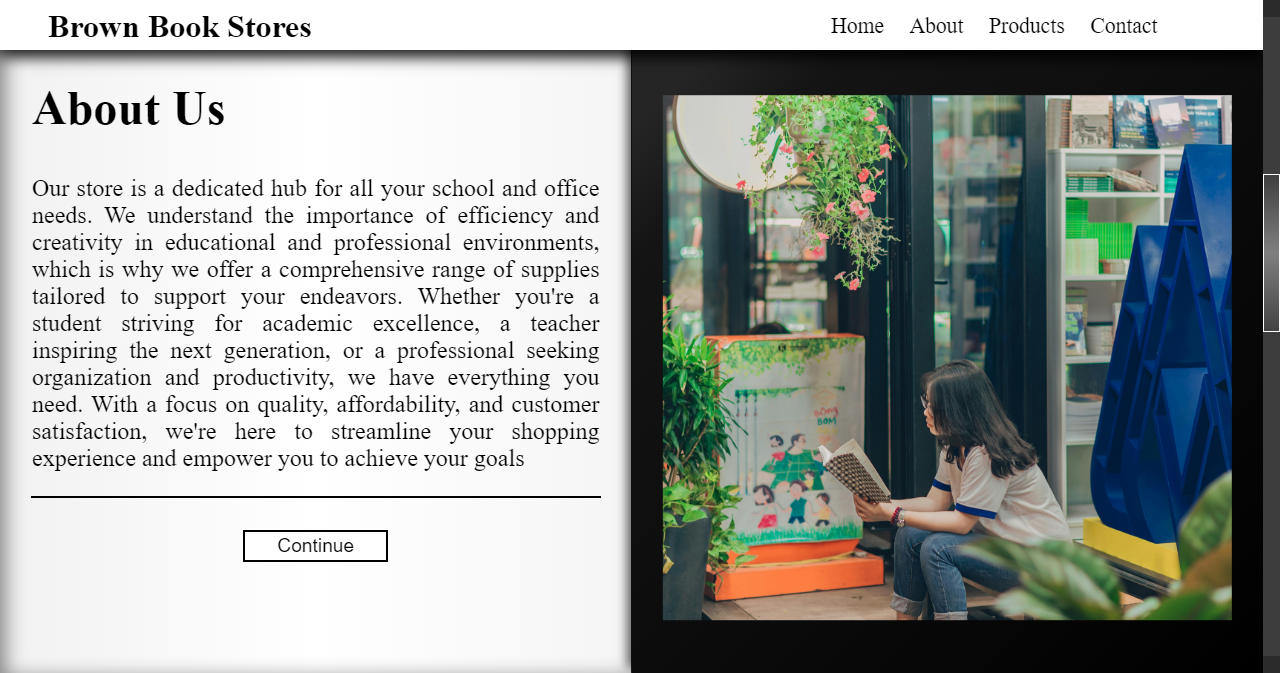 Brown Book Stores
Home About Products Contact
About Us
Our store is a dedicated hub for all your school and office
needs. We understand the importance of efficiency and
creativity in educational and professional environments,
which is why we offer a comprehensive range of supplies
tailored to support your endeavors. Whether you're a
student striving for academic excellence, a teacher
inspiring the next generation, or a professional seeking
organization and productivity, we have everything you
need. With a focus on quality, affordability, and customer
satisfaction, we're here to streamline your shopping
experience and empower you to achieve your goals
Continue